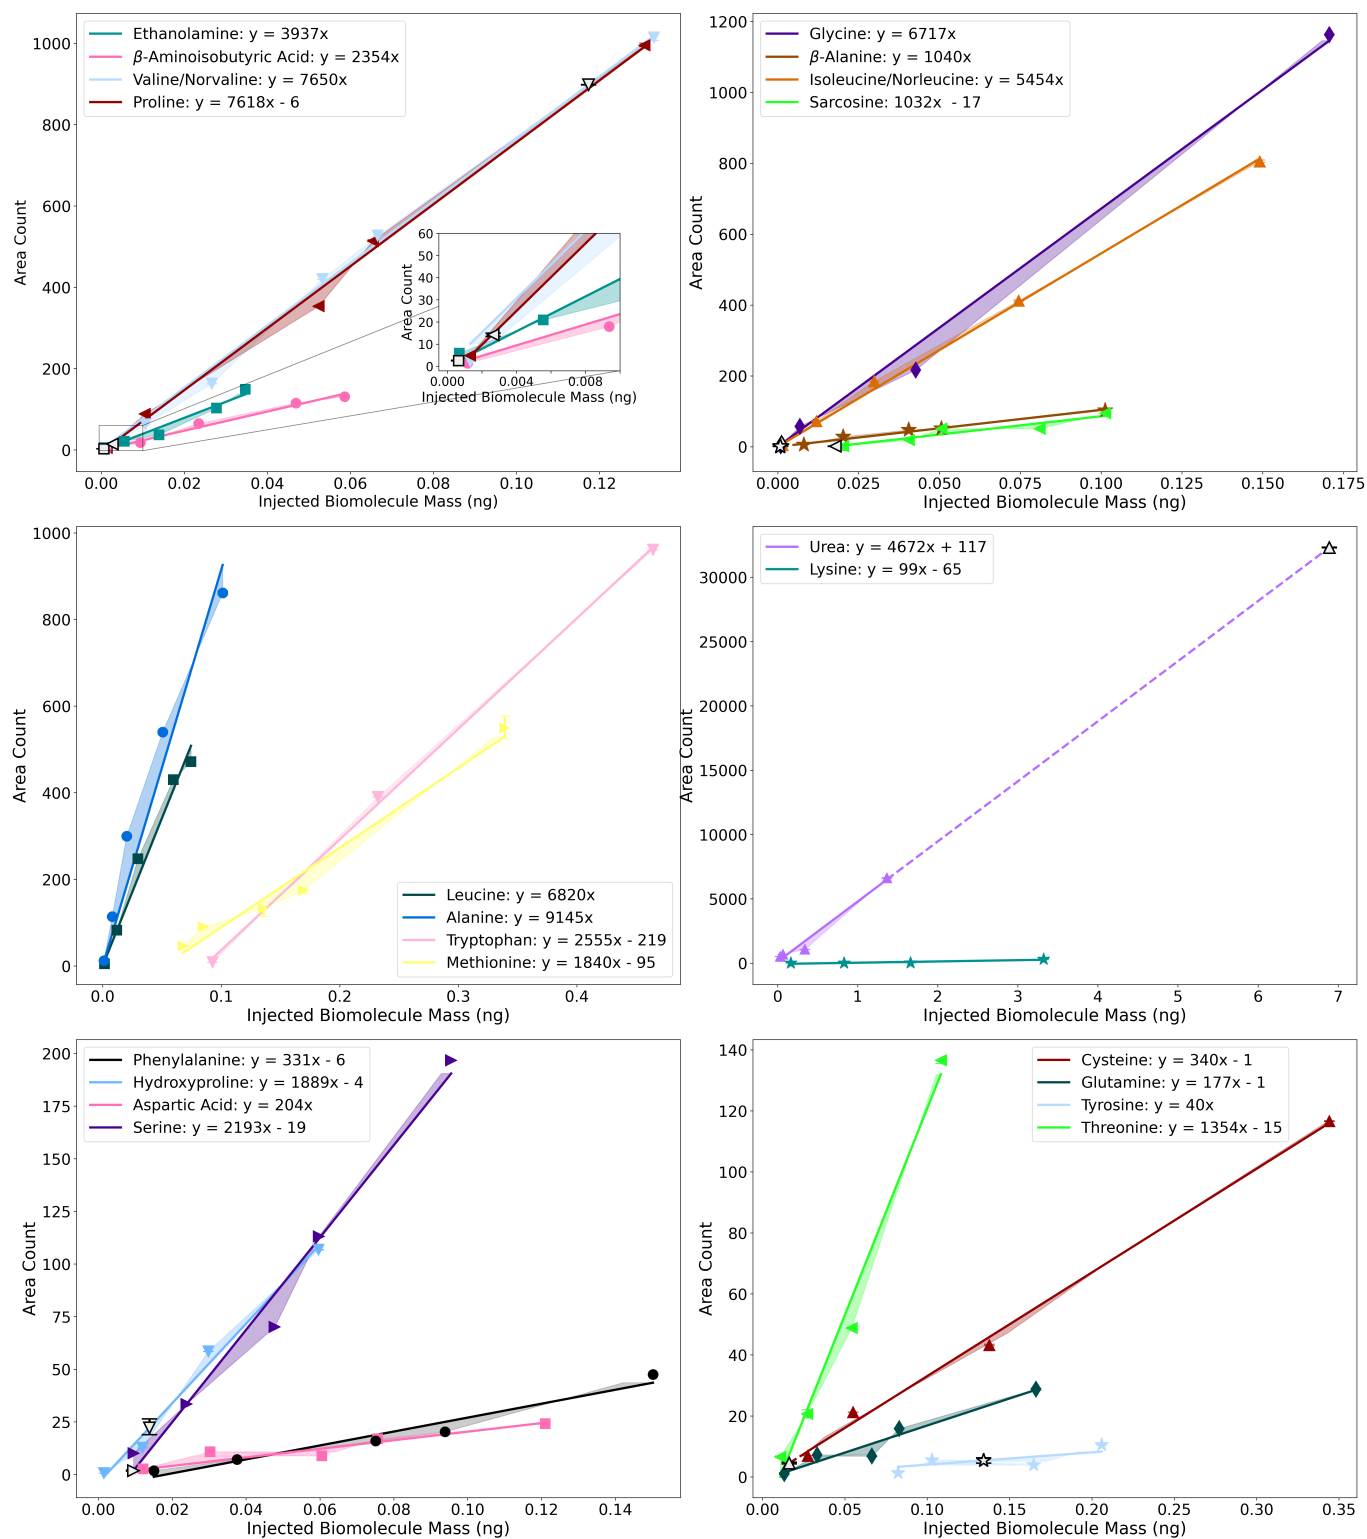 Ethanolamine: y = 3937x
β-Aminoisobutyric Acid: y = 2354x
Valine/Norvaline: y = 7650x
Proline: y = 7618x - 6
Area Count
1000
800
600
400
200
0
0.00 0.02 0.04 0.06 0.08 0.10 0.12
Injected Biomolecule Mass (ng)
Area Count
60
50
40
30
20
10
0
0.000 0.004 0.008
Injected Biomolecule Mass (ng)
Glycine: y = 6717x
β-Alanine: y = 1040x
Isoleucine/Norleucine: y = 5454x
Sarcosine: 1032x - 17
Area Count
1200
1000
800
600
400
200
0
0.000 0.025 0.050 0.075 0.100 0.125 0.150 0.175
Injected Biomolecule Mass (ng)
Area Count
1000
800
600
400
200
0
Leucine: y = 6820x
Alanine: y = 9145x
Tryptophan: y = 2555x - 219
Methionine: y = 1840x - 95
0.0 0.1 0.2 0.3 0.4
Injected Biomolecule Mass (ng)
Urea: y = 4672x + 117
Lysine: y = 99x - 65
Area Count
30000
25000
20000
15000
10000
5000
0
0 1 2 3 4 5 6 7
Injected Biomolecule Mass (ng)
Phenylalanine: y = 331x - 6
Hydroxyproline: y = 1889x - 4
Aspartic Acid: y = 204x
Serine: y = 2193x - 19
Area Count
200
175
150
125
100
75
50
25
0
0.00 0.02 0.04 0.06 0.08 0.10 0.12 0.14
Injected Biomolecule Mass (ng)
Cysteine: y = 340x - 1
Glutamine: y = 177x - 1
Tyrosine: y = 40x
Threonine: y = 1354x - 15
Area Count
140
120
100
80
60
40
20
0
0.00 0.05 0.10 0.15 0.20 0.25 0.30 0.35
Injected Biomolecule Mass (ng)